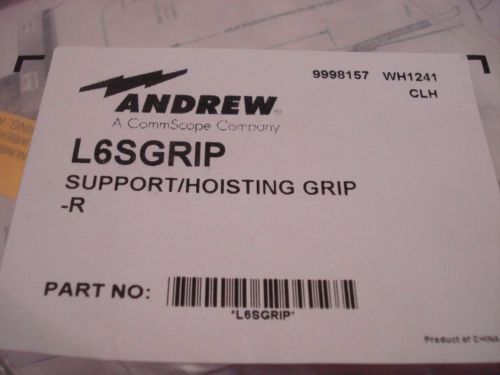 9998157 WH1241
CLH
ANDREW®
A CommScope Company
L6SGRIP
SUPPORT/HOISTING GRIP
-R
PART NO:
*L6SGRIP*
Product of CHINA